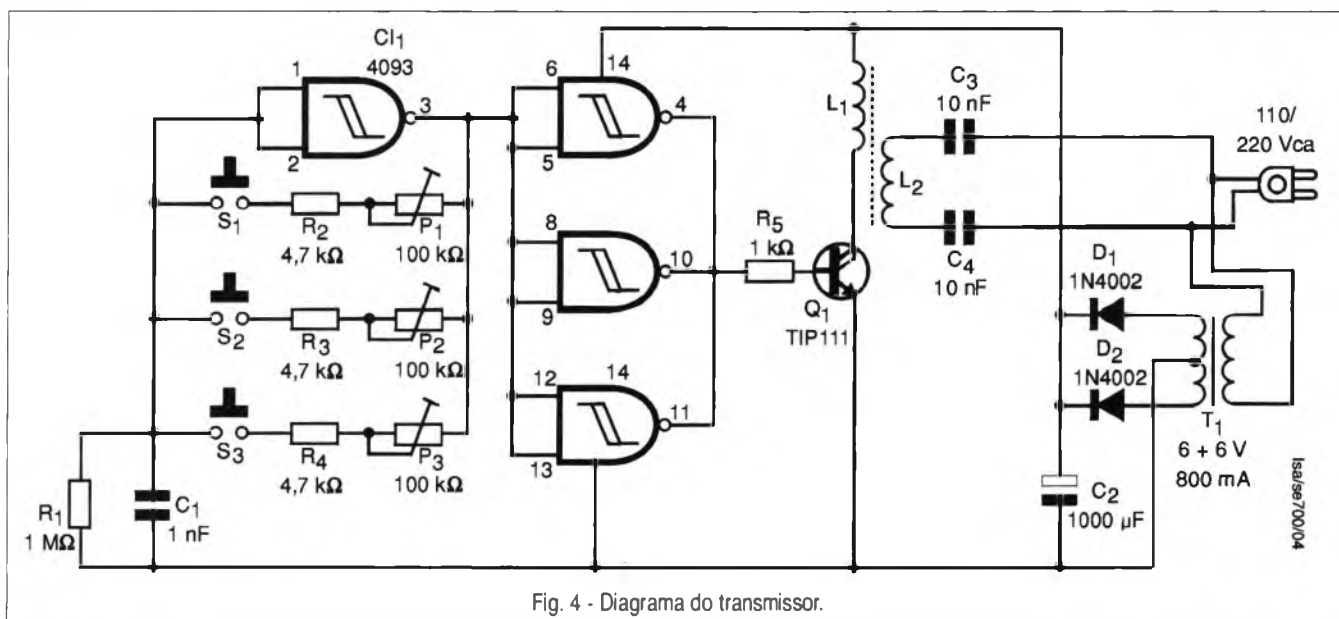 CI1
4093
1
2
3
S1
R2
4,7 kΩ
P1
100 kΩ
S2
R3
4,7 kΩ
P2
100 kΩ
S3
R4
4,7 kΩ
P3
100 kΩ
R1
1 MΩ
C1
1 nF
6
14
5
4
8
9
10
12
14
13
11
R5
1 kΩ
Q1
TIP111
L1
L2
C3
10 nF
C4
10 nF
110/
220 Vca
D1
1N4002
D2
1N4002
T1
6 + 6 V
800 mA
C2
1000 µF
Isa/se700/04
Fig. 4 - Diagrama do transmissor.